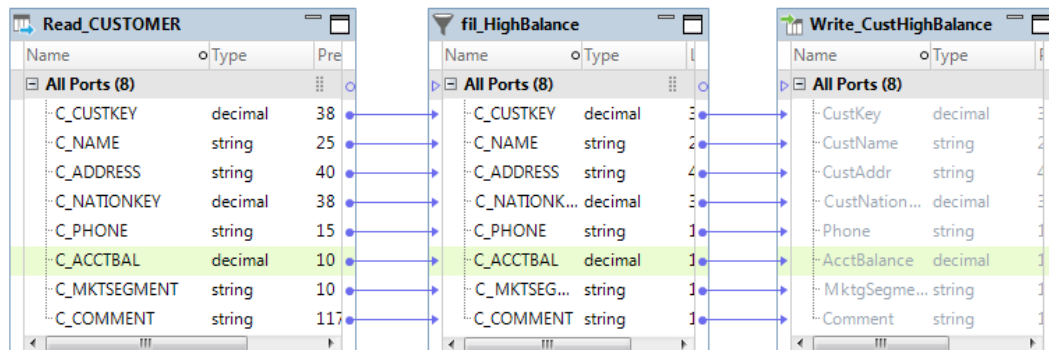 Read_CUSTOMER
Name Type Pre
All Ports (8)
C_CUSTKEY decimal 38
C_NAME string 25
C_ADDRESS string 40
C_NATIONKEY decimal 38
C_PHONE string 15
C_ACCTBAL decimal 10
C_MKTSEGMENT string 10
C_COMMENT string 117
fil_HighBalance
Name Type
All Ports (8)
C_CUSTKEY decimal
C_NAME string
C_ADDRESS string
C_NATIONK... decimal
C_PHONE string
C_ACCTBAL decimal
C_MKTSEG... string
C_COMMENT string
Write_CustHighBalance
Name Type
All Ports (8)
CustKey decimal
CustName string
CustAddr string
CustNation... decimal
Phone string
AcctBalance decimal
MktgSegme... string
Comment string